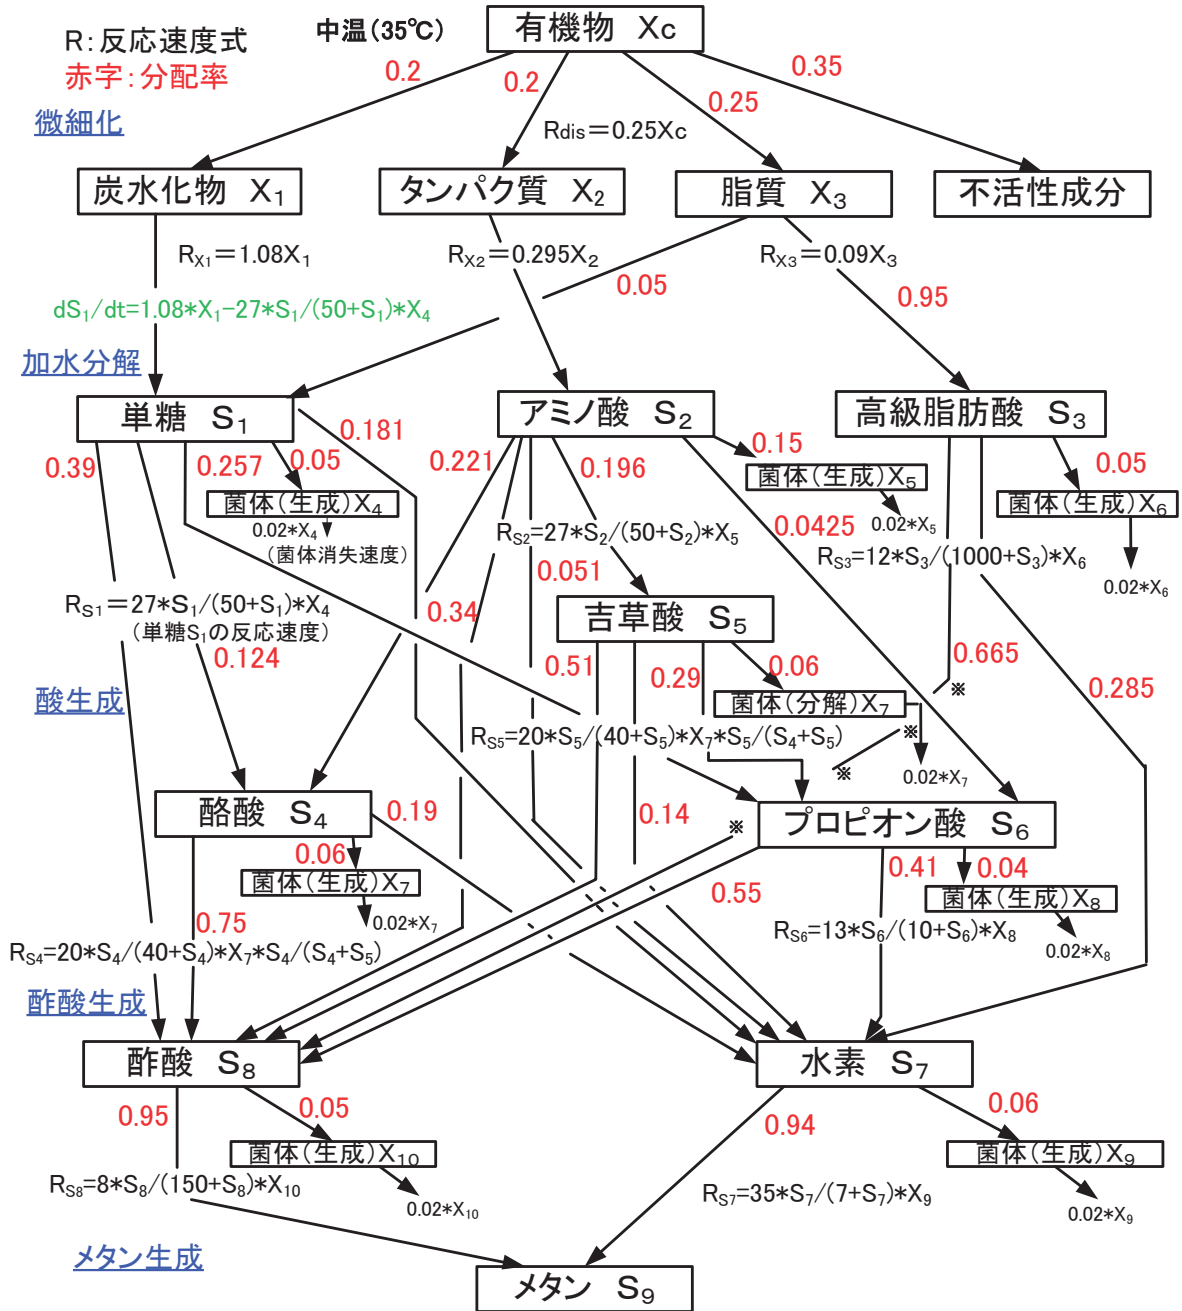 中温(35℃)
有機物 Xc
R:反応速度式
赤字:分配率
0.2
0.2
0.25
0.35
微細化
Rdis=0.25Xc
炭水化物 X₁
タンパク質 X₂
脂質 X₃
不活性成分
R_X1=1.08X₁
R_X2=0.295X₂
R_X3=0.09X₃
0.05
0.95
dS₁/dt=1.08*X₁-27*S₁/(50+S₁)*X₄
加水分解
単糖 S₁
アミノ酸 S₂
高級脂肪酸 S₃
0.39
0.257
0.05
0.181
0.221
0.196
0.15
0.05
菌体(生成)X₄
菌体(生成)X₅
菌体(生成)X₆
0.02*X₄
(菌体消失速度)
0.02*X₅
0.0425
R_S2=27*S₂/(50+S₂)*X₅
R_S3=12*S₃/(1000+S₃)*X₆
0.02*X₆
0.051
R_S1=27*S₁/(50+S₁)*X₄
(単糖S₁の反応速度)
0.34
吉草酸 S₅
0.124
0.51
0.29
0.06
0.665
※
0.285
酸生成
菌体(分解)X₇
※
R_S5=20*S₅/(40+S₅)*X₇*S₅/(S₄+S₅)
※
0.02*X₇
酪酸 S₄
0.19
0.14
※
プロピオン酸 S₆
0.06
菌体(生成)X₇
0.02*X₇
0.75
0.55
0.41
0.04
菌体(生成)X₈
0.02*X₈
R_S4=20*S₄/(40+S₄)*X₇*S₄/(S₄+S₅)
R_S6=13*S₆/(10+S₆)*X₈
酢酸生成
酢酸 S₈
水素 S₇
0.95
0.05
0.94
0.06
菌体(生成)X₁₀
菌体(生成)X₉
R_S8=8*S₈/(150+S₈)*X₁₀
0.02*X₁₀
R_S7=35*S₇/(7+S₇)*X₉
0.02*X₉
メタン生成
メタン S₉